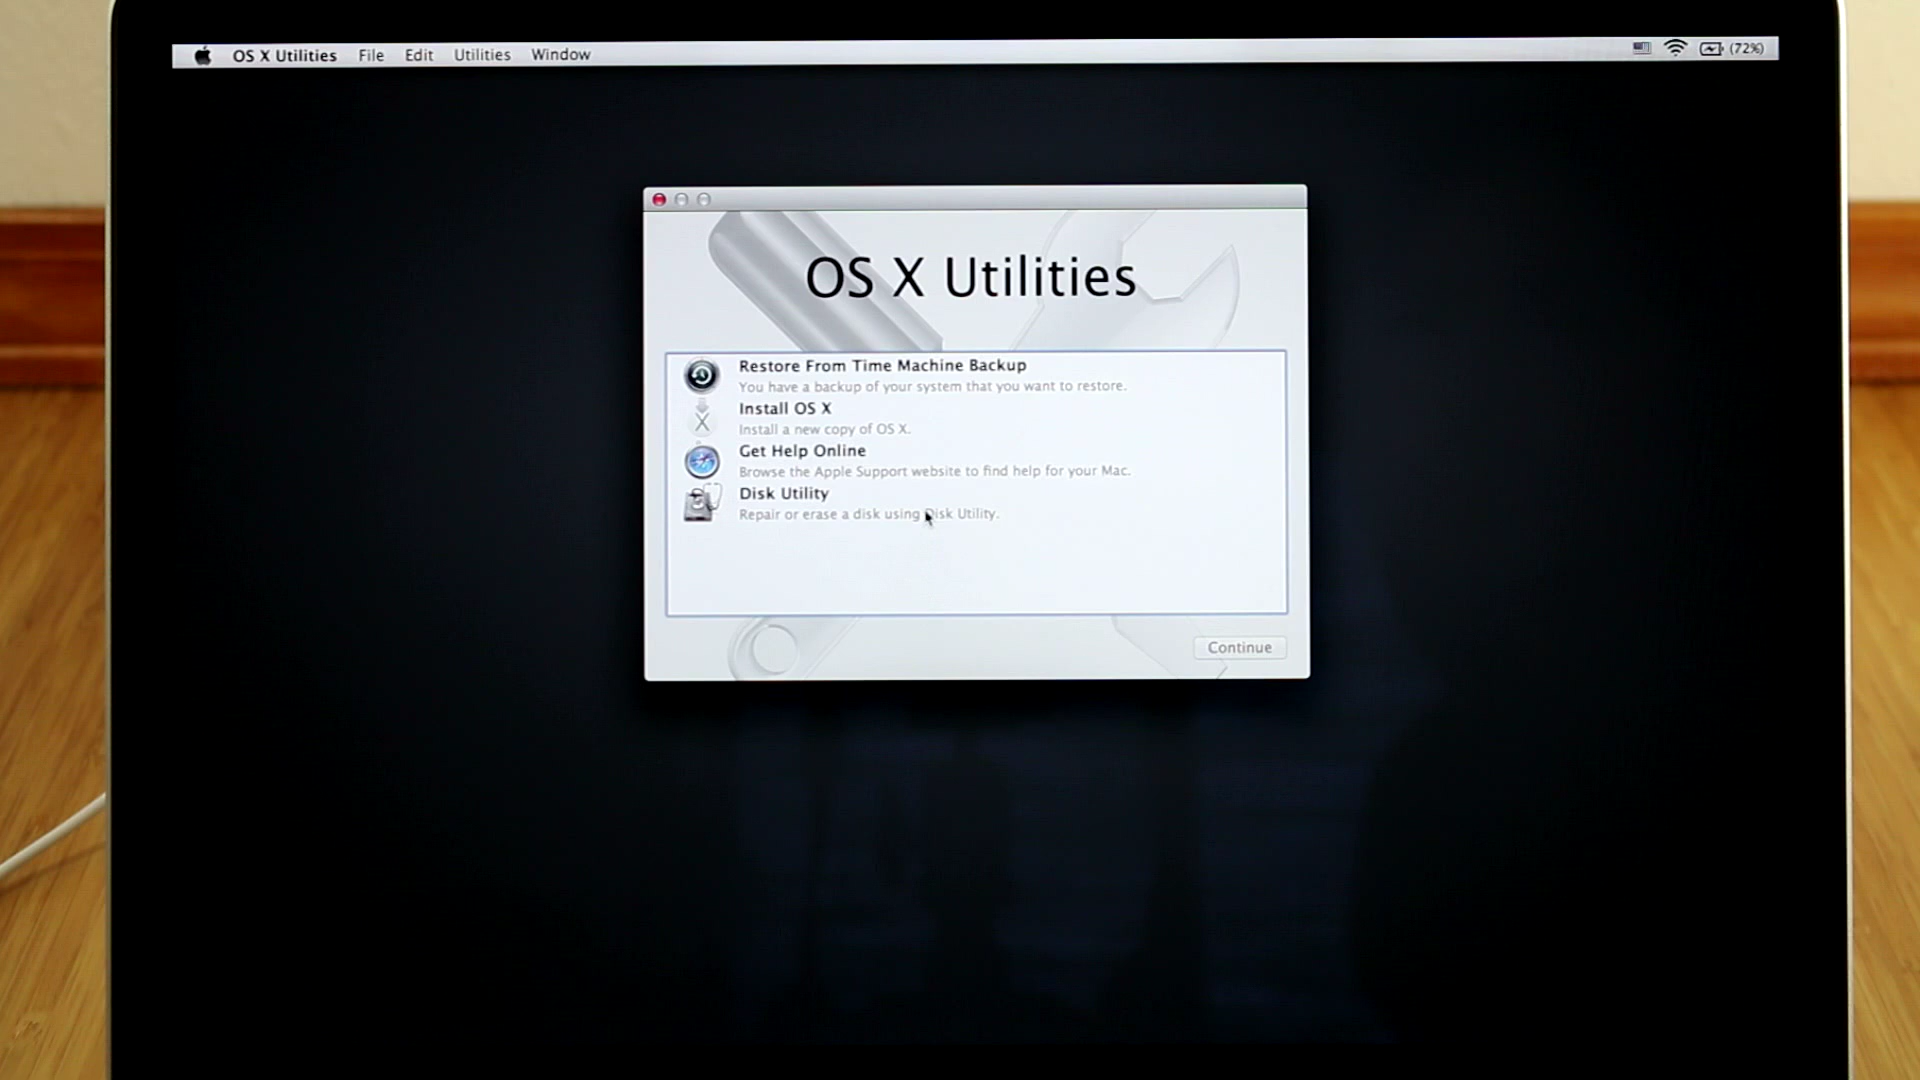 OS X Utilities File Edit Utilities Window (72%)
OS X Utilities
Restore From Time Machine Backup
You have a backup of your system that you want to restore.
Install OS X
Install a new copy of OS X.
Get Help Online
Browse the Apple Support website to find help for your Mac.
Disk Utility
Repair or erase a disk using Disk Utility.
Continue